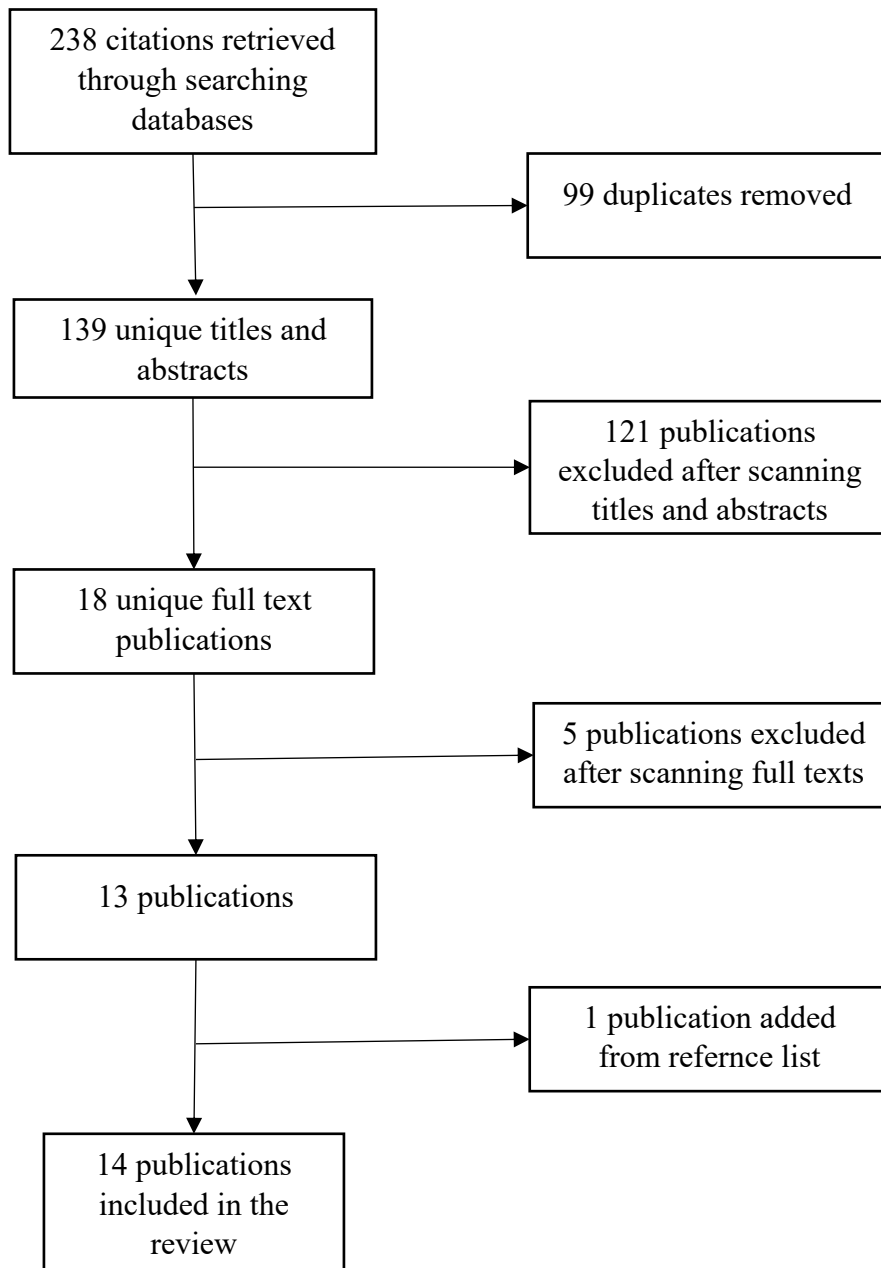 238 citations retrieved
through searching
databases
99 duplicates removed
139 unique titles and
abstracts
121 publications
excluded after scanning
titles and abstracts
18 unique full text
publications
5 publications excluded
after scanning full texts
13 publications
1 publication added
from refernce list
14 publications
included in the
review